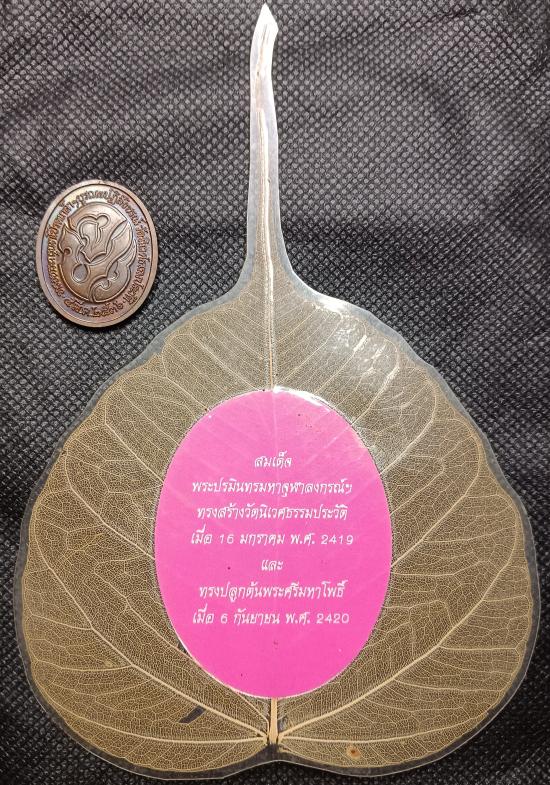 สมเด็จ
พระปรมินทรมหาจุฬาลงกรณ์ฯ
ทรงสร้างวัดนิเวศธรรมประวัติ
เมื่อ 16 มกราคม พ.ศ. 2419
และ
ทรงปลูกต้นพระศรีมหาโพธิ์
เมื่อ 6 กันยายน พ.ศ. 2420